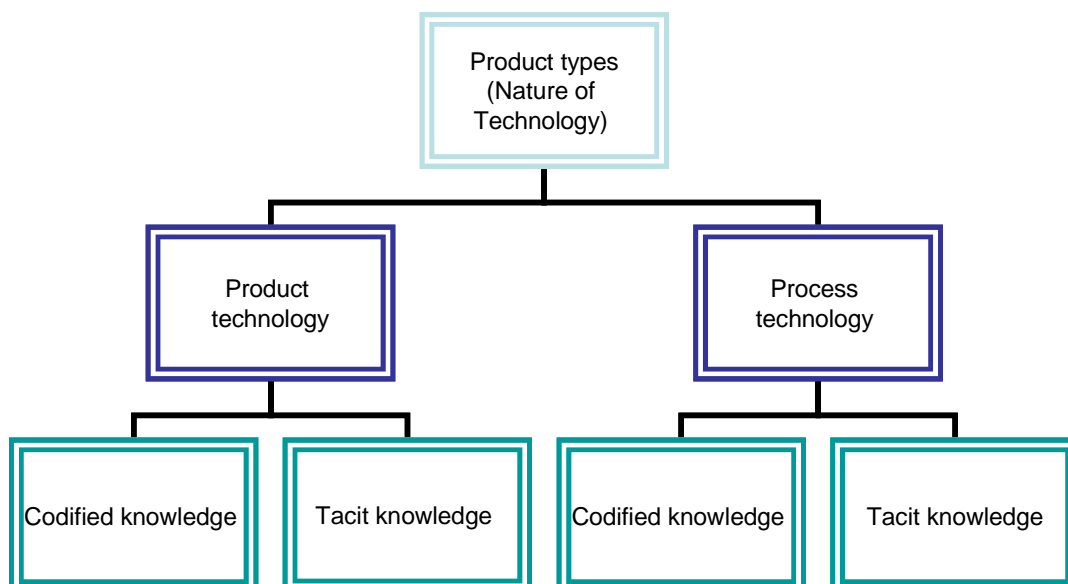 Product types
(Nature of
Technology)
Product
technology
Process
technology
Codified knowledge
Tacit knowledge
Codified knowledge
Tacit knowledge